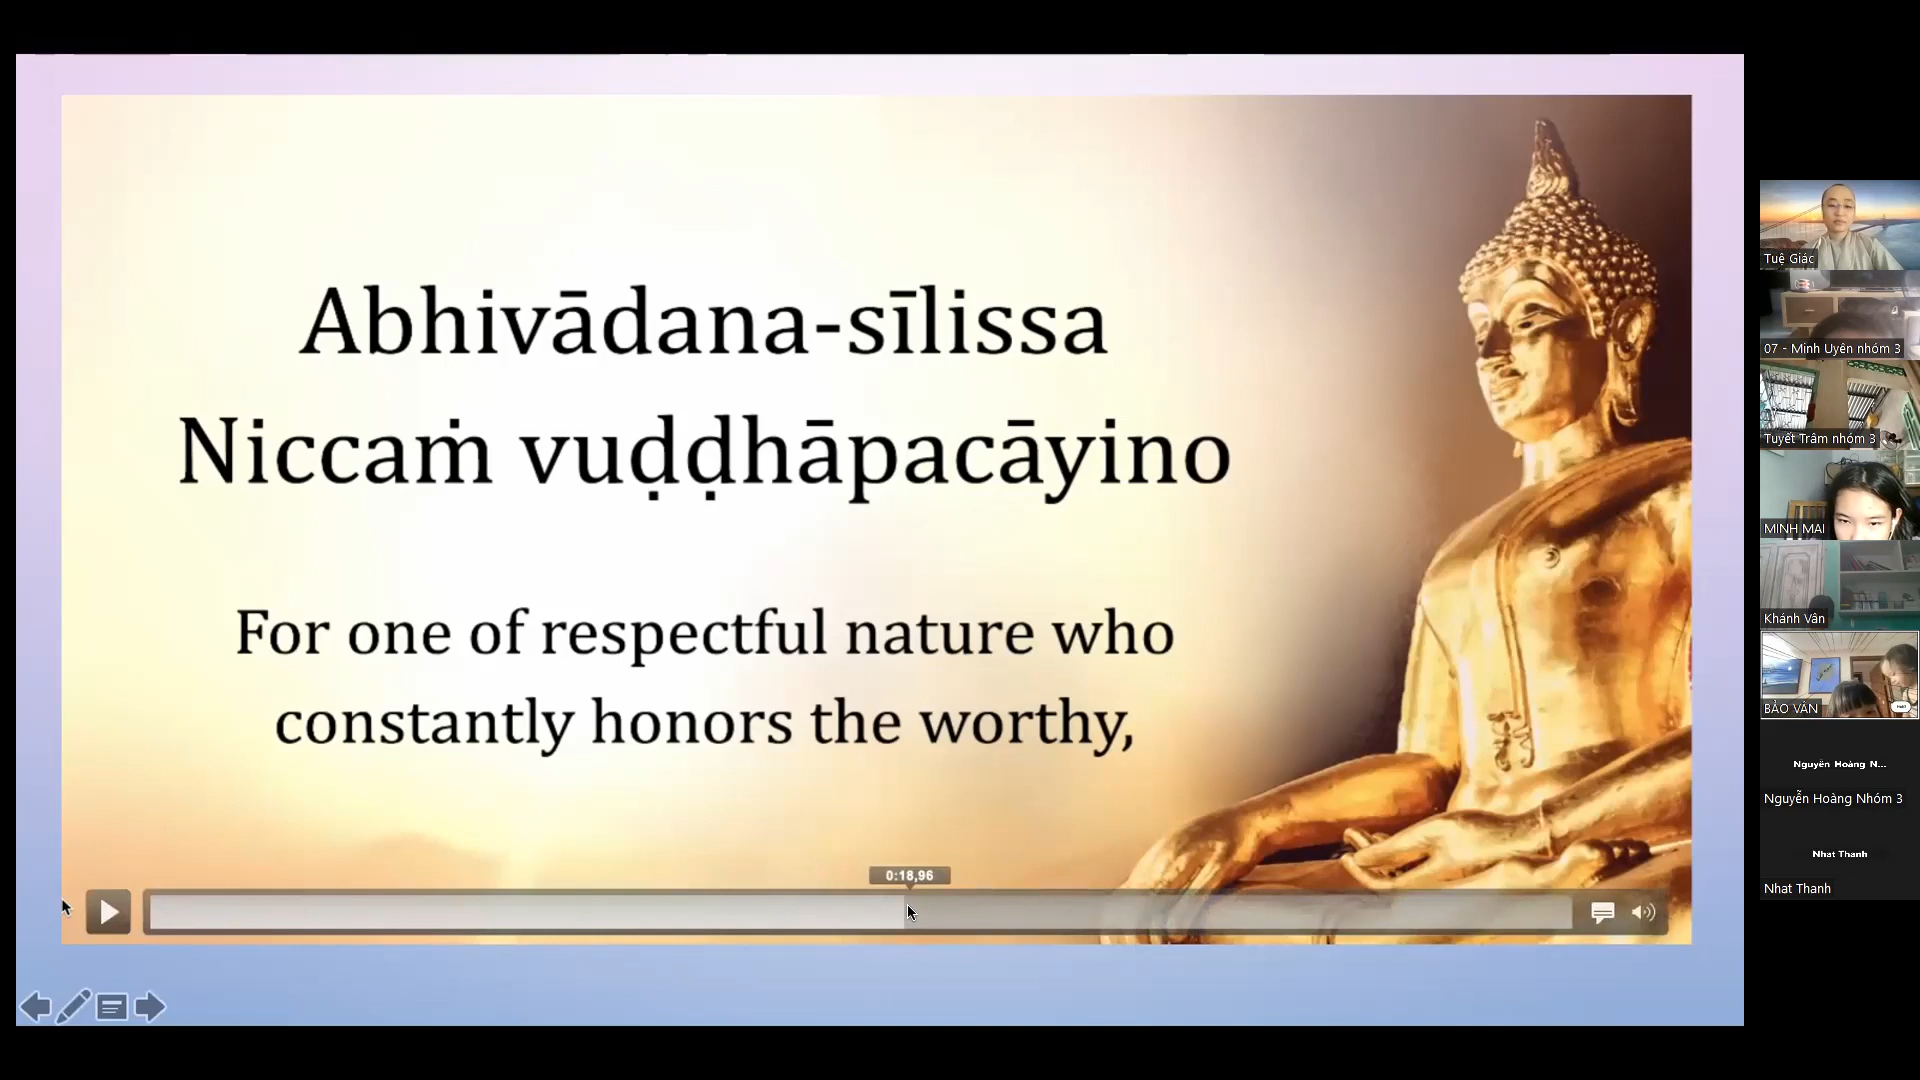 Abhivādana-sīlissa
Niccaṁ vuḍḍhāpacāyino
For one of respectful nature who
constantly honors the worthy,
0:18,96
Tuệ Giác
07 - Minh Uyên nhóm 3
Tuyết Trâm nhóm 3
MINH MAI
Khánh Vân
BẢO VÂN
Nguyễn Hoàng N...
Nguyễn Hoàng Nhóm 3
Nhat Thanh
Nhat Thanh